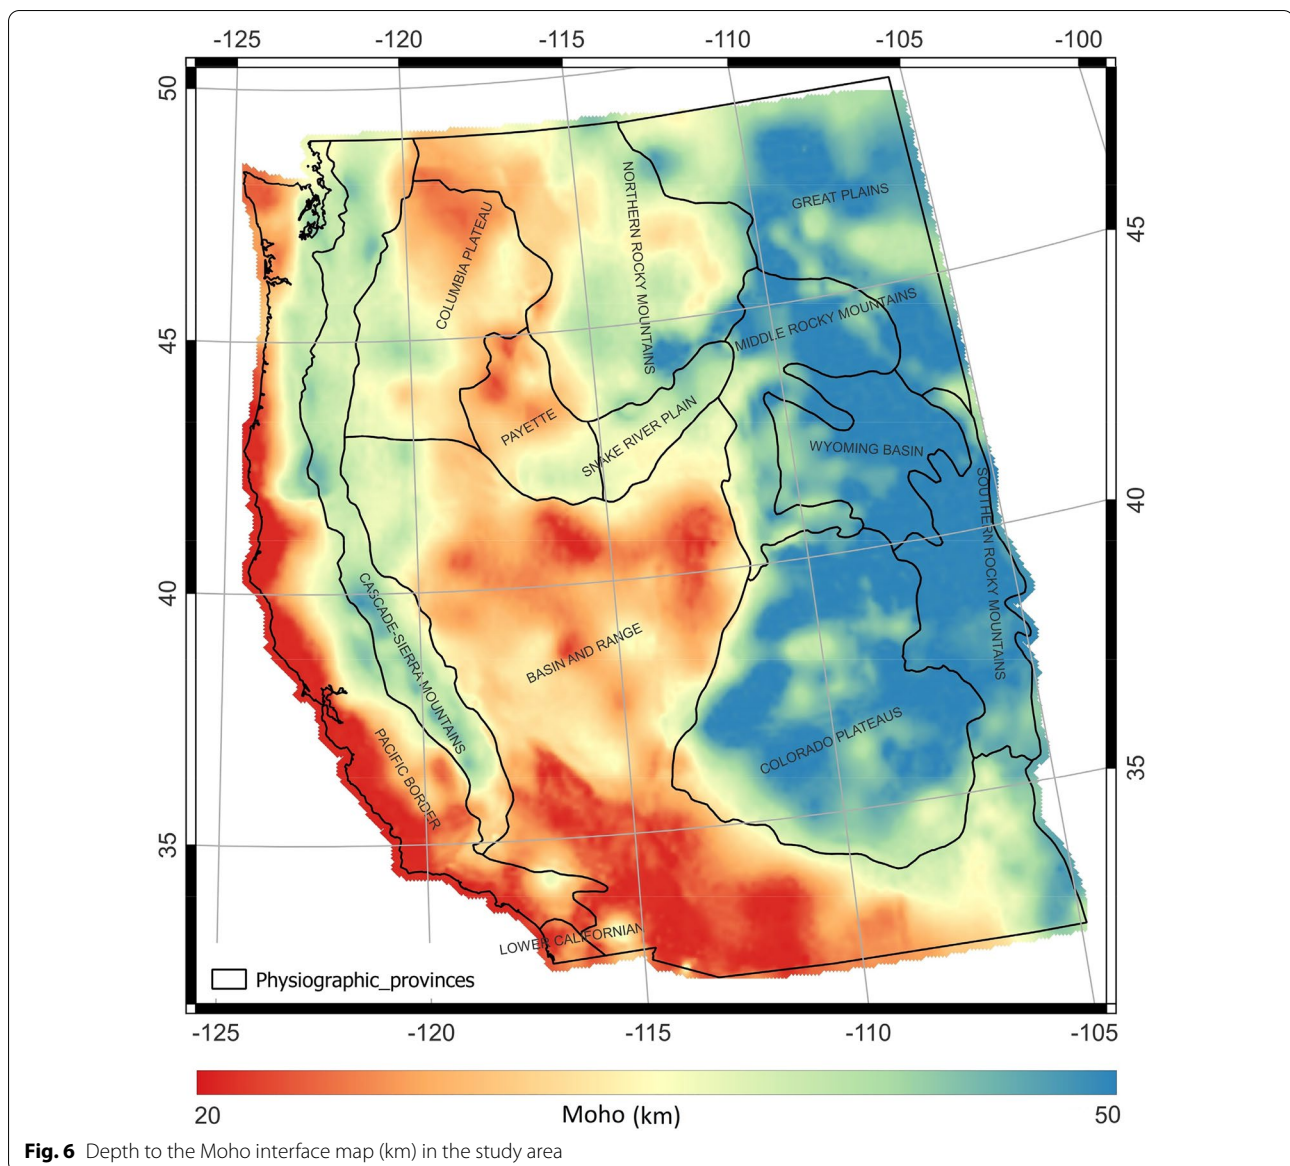 -125 -120 -115 -110 -105 -100
50
45
40
35
45
40
35
NORTHERN ROCKY MOUNTAINS
GREAT PLAINS
COLUMBIA PLATEAU
MIDDLE ROCKY MOUNTAINS
PAYETTE
SNAKE RIVER PLAIN
WYOMING BASIN
SOUTHERN ROCKY MOUNTAINS
CASCADE-SIERRA MOUNTAINS
BASIN AND RANGE
COLORADO PLATEAUS
PACIFIC BORDER
LOWER CALIFORNIAN
Physiographic_provinces
-125 -120 -115 -110 -105
20 Moho (km) 50
Fig. 6 Depth to the Moho interface map (km) in the study area